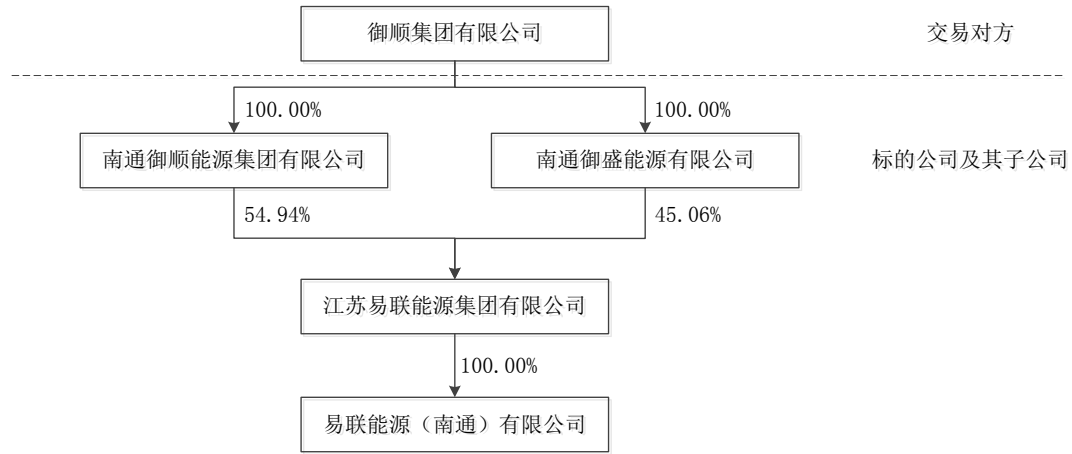 御顺集团有限公司
交易对方
100.00%
100.00%
南通御顺能源集团有限公司
南通御盛能源有限公司
标的公司及其子公司
54.94%
45.06%
江苏易联能源集团有限公司
100.00%
易联能源（南通）有限公司